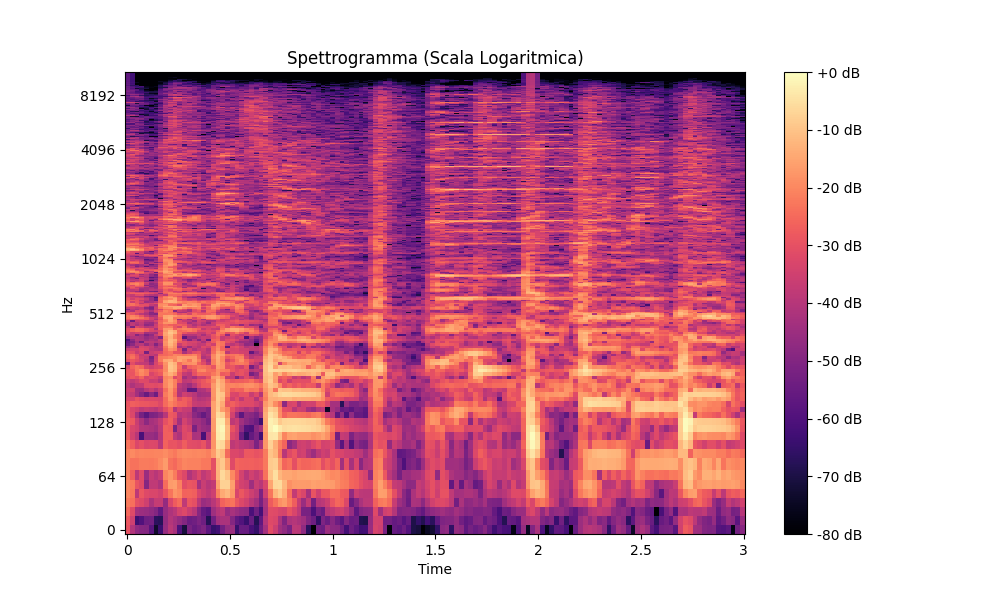 Spettrogramma (Scala Logaritmica)
Hz
8192
4096
2048
1024
512
256
128
64
0
0 0.5 1 1.5 2 2.5 3
Time
+0 dB
-10 dB
-20 dB
-30 dB
-40 dB
-50 dB
-60 dB
-70 dB
-80 dB